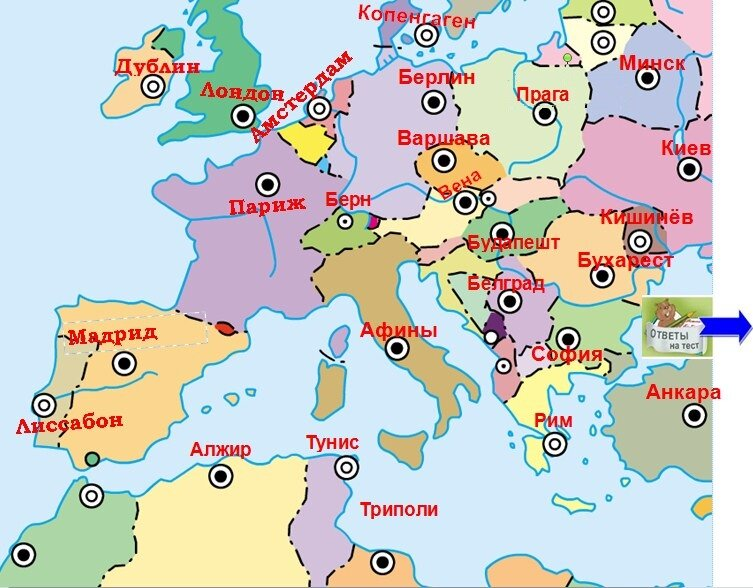 Копенгаген
Дублин
Лондон
Амстердам
Берлин
Прага
Минск
Варшава
Киев
Париж
Берн
Вена
Кишинёв
Будапешт
Бухарест
Белград
Мадрид
Афины
София
ОТВЕТЫ
на тест
Лиссабон
Рим
Анкара
Алжир
Тунис
Триполи